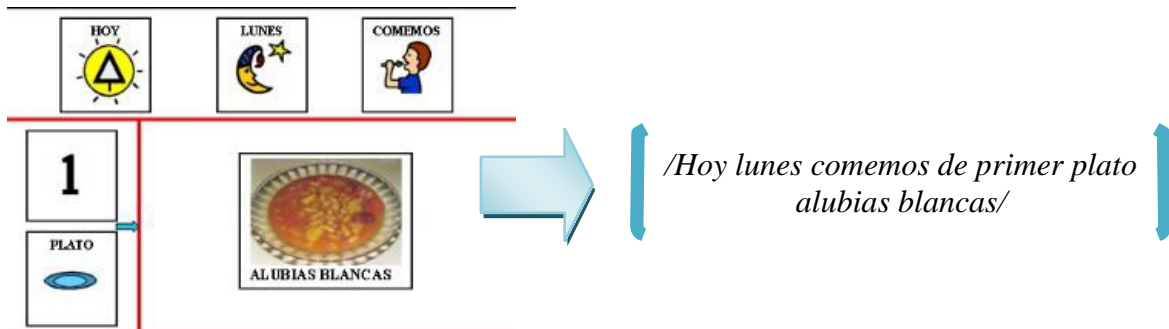 HOY
LUNES
COMEMOS
1
PLATO
ALUBIAS BLANCAS
/Hoy lunes comemos de primer plato
alubias blancas/